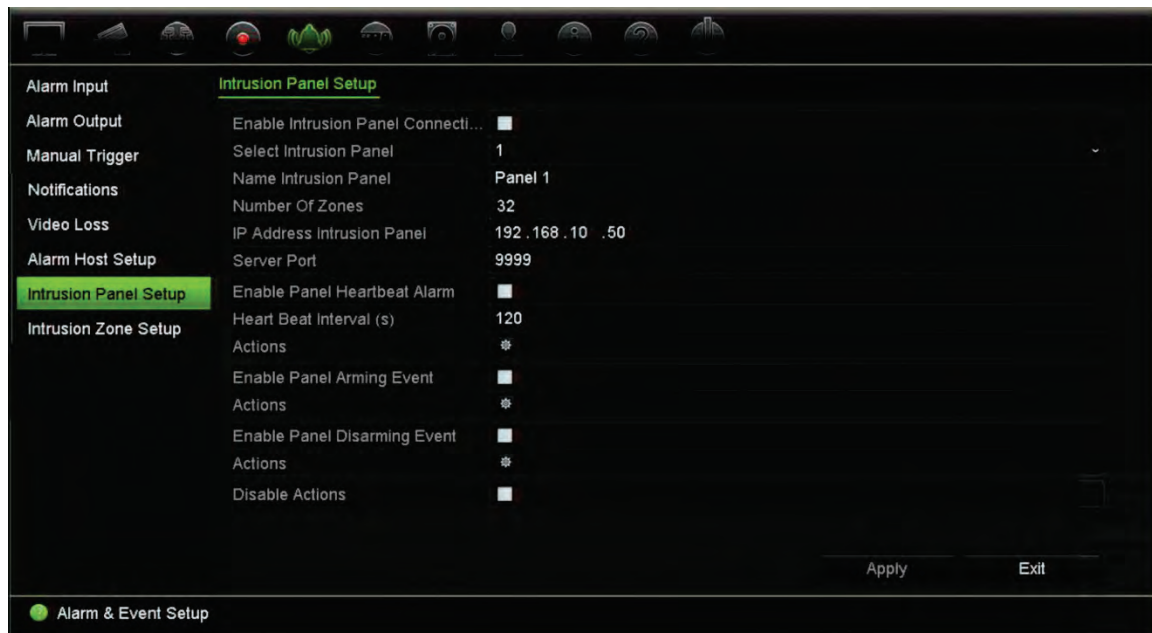 Alarm Input
Alarm Output
Manual Trigger
Notifications
Video Loss
Alarm Host Setup
Intrusion Panel Setup
Intrusion Zone Setup
Intrusion Panel Setup
Enable Intrusion Panel Connecti...
Select Intrusion Panel 1
Name Intrusion Panel Panel 1
Number Of Zones 32
IP Address Intrusion Panel 192 .168 .10 .50
Server Port 9999
Enable Panel Heartbeat Alarm
Heart Beat Interval (s) 120
Actions
Enable Panel Arming Event
Actions
Enable Panel Disarming Event
Actions
Disable Actions
Apply Exit
Alarm & Event Setup